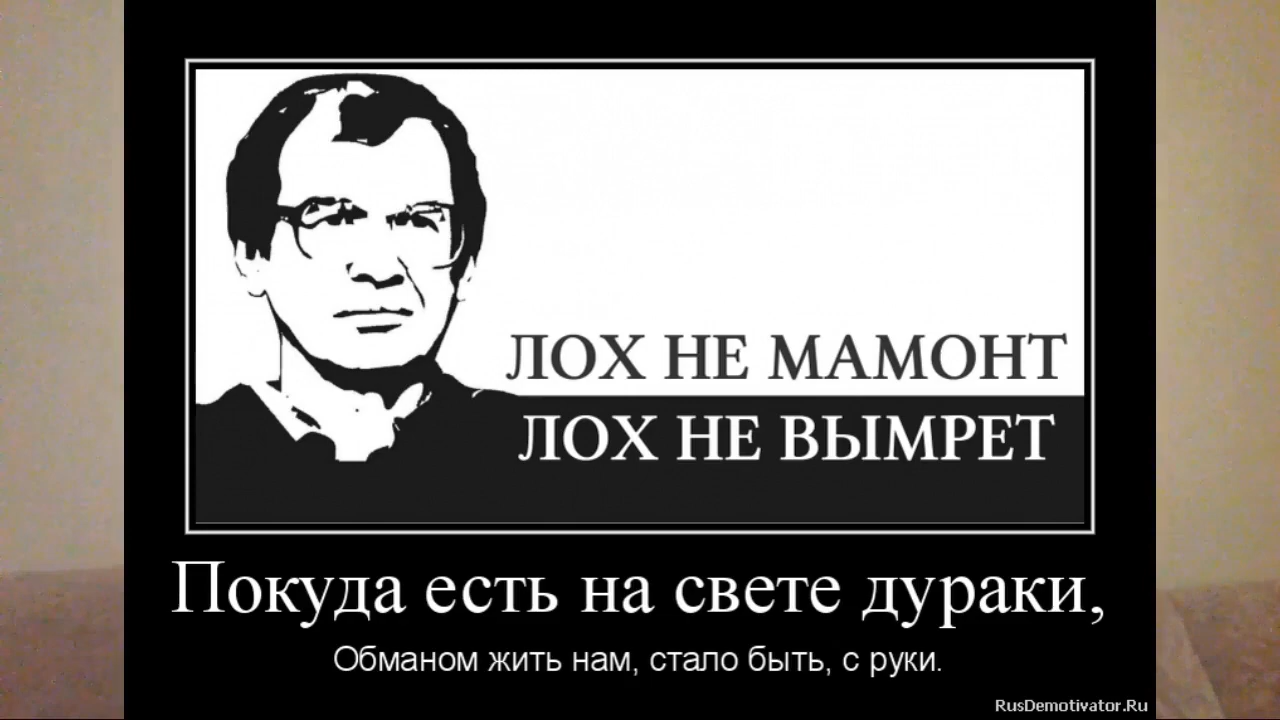 ЛОХ НЕ МАМОНТ
ЛОХ НЕ ВЫМРЕТ
Покуда есть на свете дураки,
Обманом жить нам, стало быть, с руки.
RusDemotivator.Ru